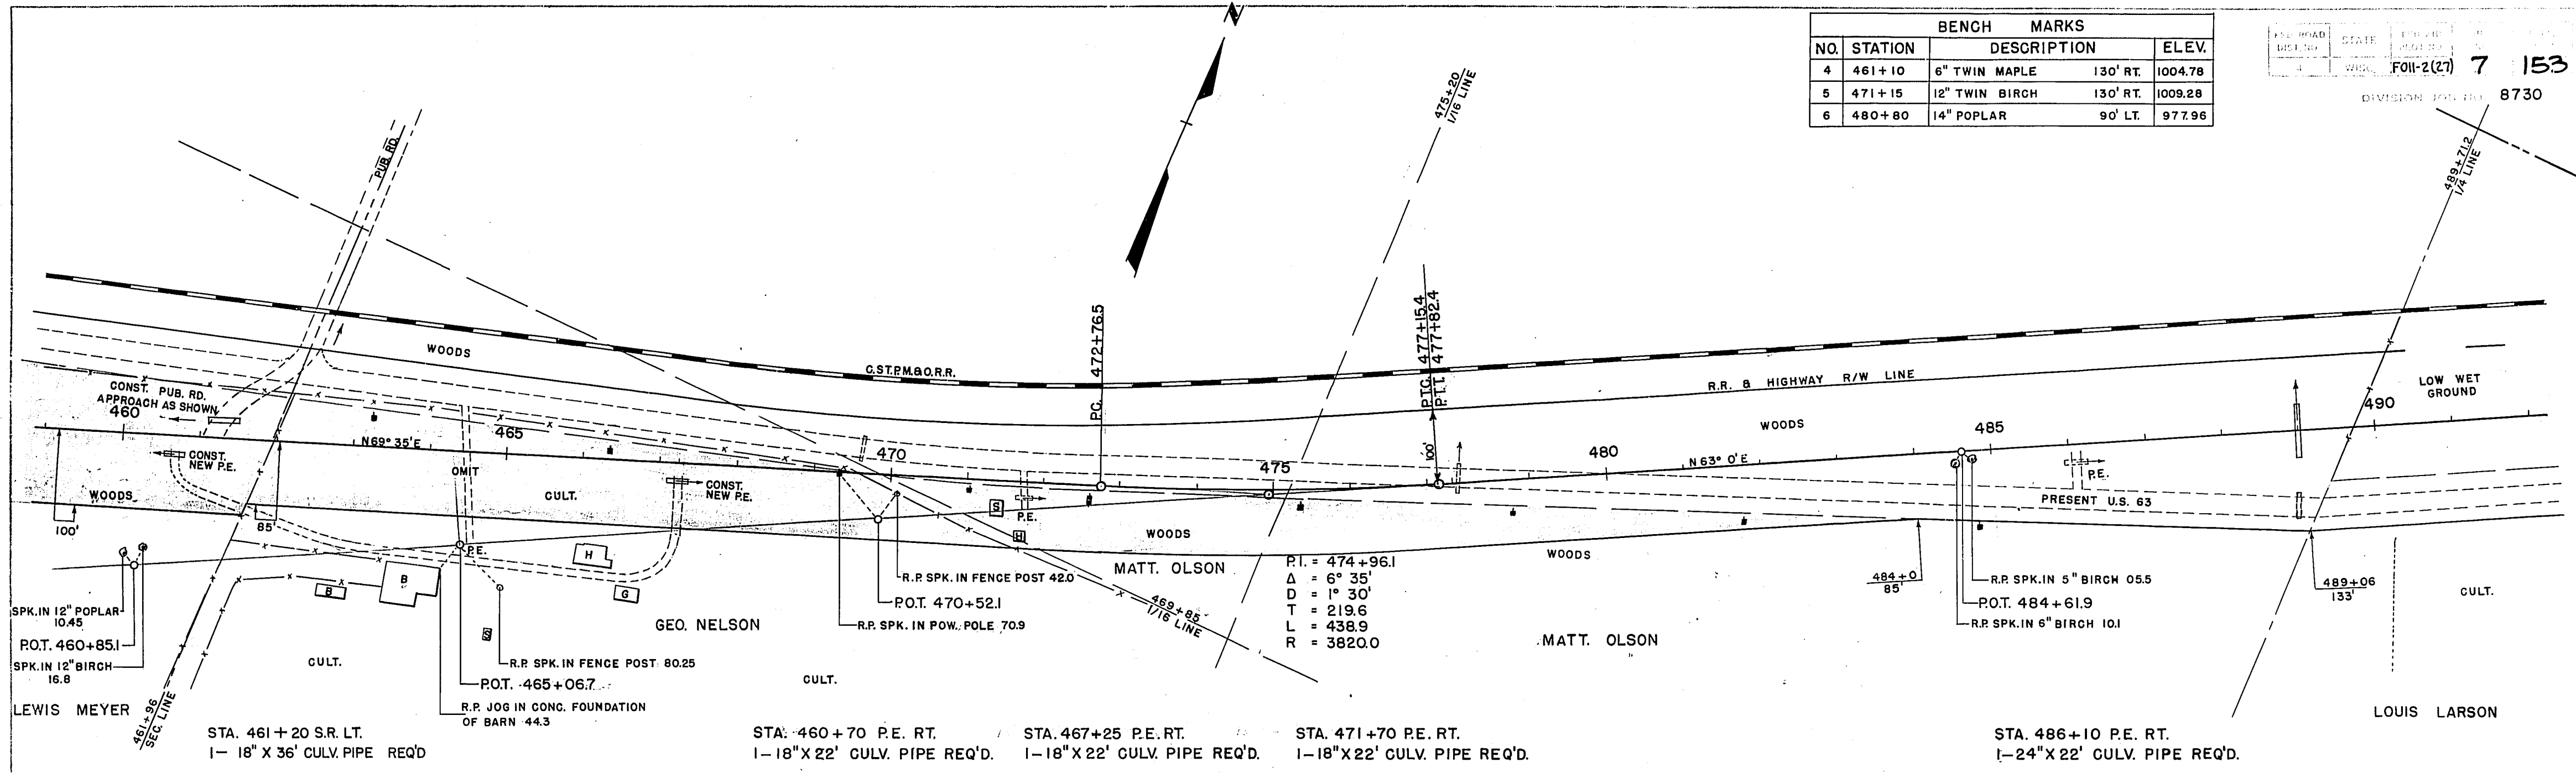 BENCH MARKS
NO. STATION DESCRIPTION ELEV.
4 461+10 6" TWIN MAPLE 130' RT. 1004.78
5 471+15 12" TWIN BIRCH 130' RT. 1009.28
6 480+80 14" POPLAR 90' LT. 977.96
FED ROAD
DIST. NO.
STATE
4 WISC. F011-2(27) 7 153
DIVISION JOB NO. 8730
N
475+20
1/16 LINE
489+71.2
1/4 LINE
PUB. RD.
WOODS
C.ST.P.M.&O.R.R.
P.C. 472+76.5
P.T.C. 477+15.4
P.T.L.T. 477+82.4
R.R. & HIGHWAY R/W LINE
LOW WET
GROUND
CONST. PUB. RD.
APPROACH AS SHOWN
460
465
470
475
480
485
490
N69° 35'E
N63° 0'E
CONST.
NEW P.E.
OMIT
CULT.
CONST.
NEW P.E.
100'
WOODS
WOODS
100'
85'
S
P.E.
H
P.E.
PRESENT U.S. 63
WOODS
WOODS
P.E.
H
B
B
G
S
MATT. OLSON
R.P. SPK. IN FENCE POST 42.0
P.O.T. 470+52.1
R.P. SPK. IN POW. POLE 70.9
469+85
1/16 LINE
P.I. = 474+96.1
Δ = 6° 35'
D = 1° 30'
T = 219.6
L = 438.9
R = 3820.0
484+0
85'
R.P. SPK. IN 5" BIRCH 05.5
P.O.T. 484+61.9
R.P. SPK. IN 6" BIRCH 10.1
489+06
133'
CULT.
SPK. IN 12" POPLAR
10.45
P.O.T. 460+85.1
SPK. IN 12" BIRCH
16.8
LEWIS MEYER
461+96
SEC. LINE
CULT.
GEO. NELSON
R.P. SPK. IN FENCE POST 80.25
P.O.T. 465+06.7
R.P. JOG IN CONC. FOUNDATION
OF BARN 44.3
CULT.
MATT. OLSON
LOUIS LARSON
STA. 461+20 S.R. LT.
1- 18" X 36' CULV. PIPE REQ'D
STA. 460+70 P.E. RT.
1-18"X 22' CULV. PIPE REQ'D.
STA. 467+25 P.E. RT.
1-18"X 22' CULV. PIPE REQ'D.
STA. 471+70 P.E. RT.
1-18"X22' CULV. PIPE REQ'D.
STA. 486+10 P.E. RT.
1-24"X 22' CULV. PIPE REQ'D.